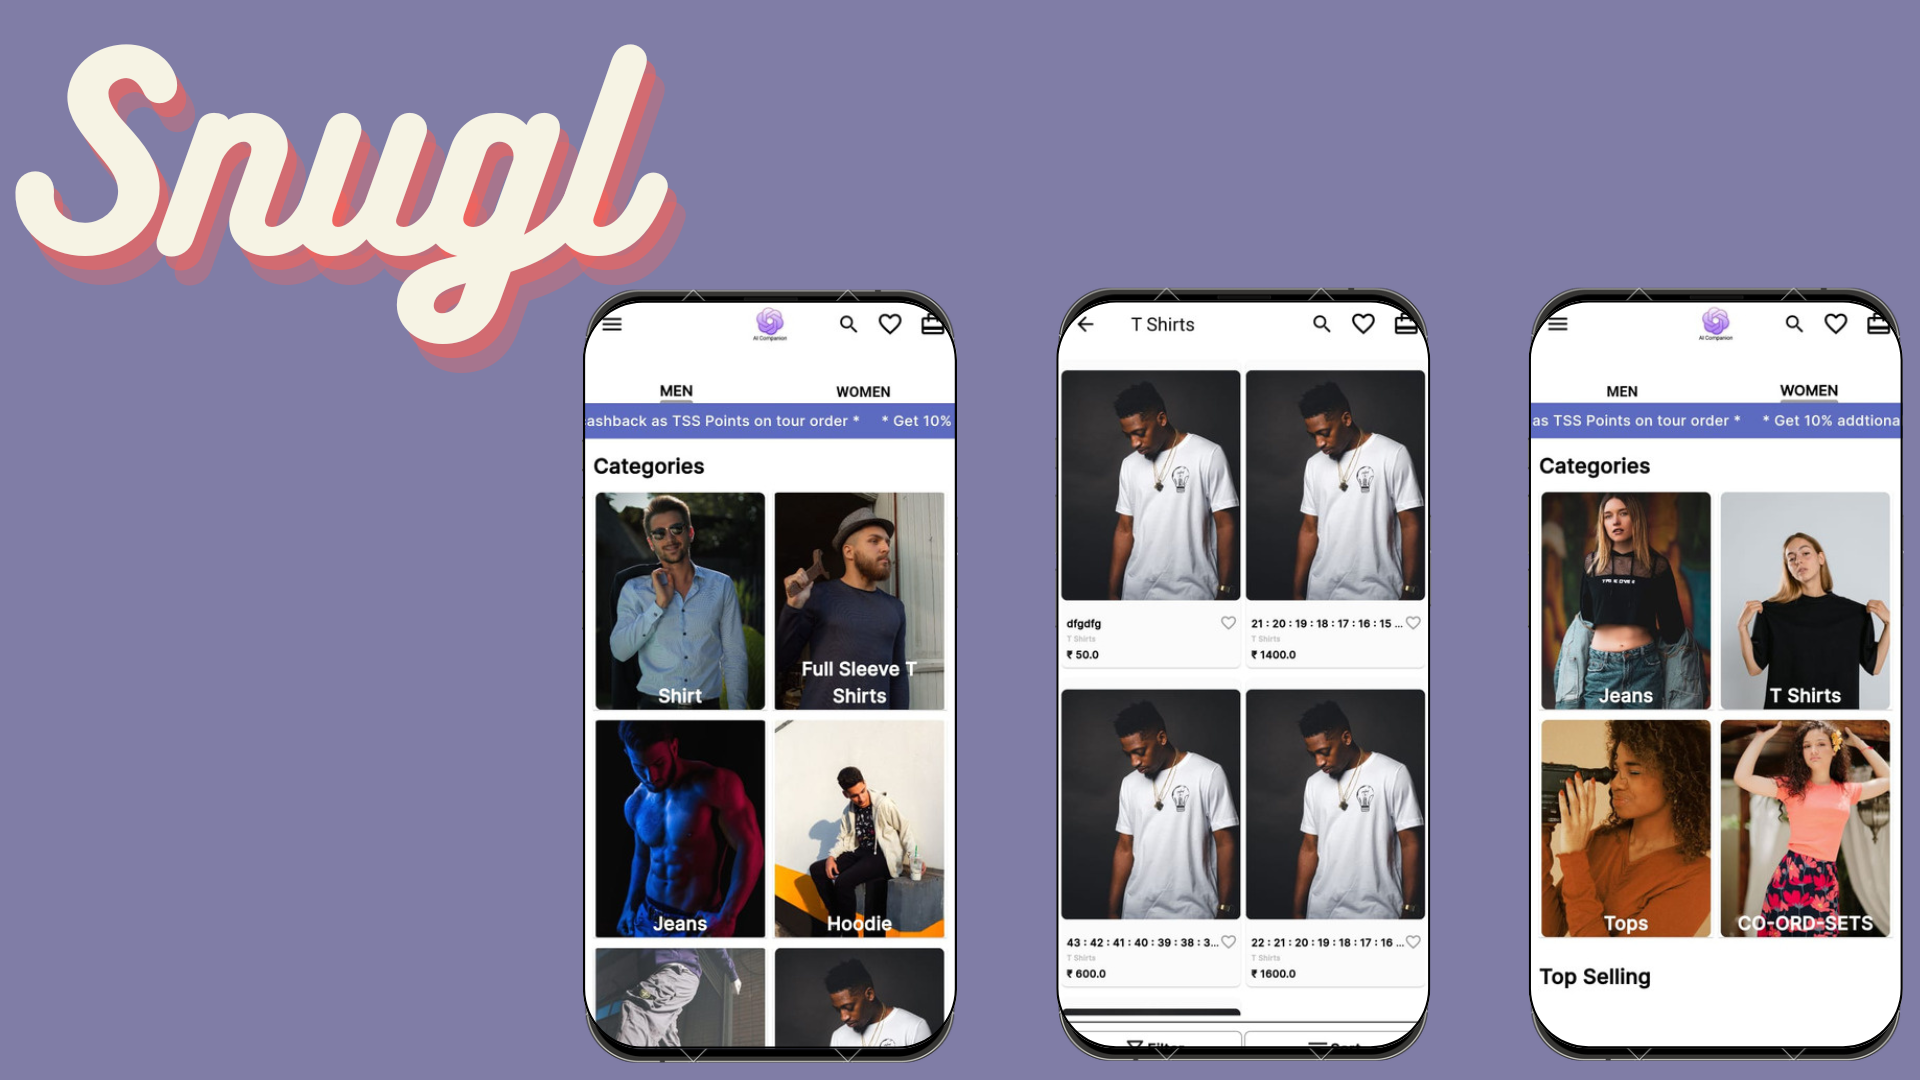 Snugl
AI Companion
MEN WOMEN
cashback as TSS Points on tour order * * Get 10%
Categories
Shirt
Full Sleeve T
Shirts
Jeans
Hoodie
T Shirts
dfgdfg
T Shirts
₹ 50.0
21 : 20 : 19 : 18 : 17 : 16 : 15 ...
T Shirts
₹ 1400.0
43 : 42 : 41 : 40 : 39 : 38 : 3...
T Shirts
₹ 600.0
22 : 21 : 20 : 19 : 18 : 17 : 16 ...
T Shirts
₹ 1600.0
Filter Sort
AI Companion
MEN WOMEN
as TSS Points on tour order * * Get 10% addtiona
Categories
Jeans
T Shirts
Tops
CO-ORD-SETS
Top Selling